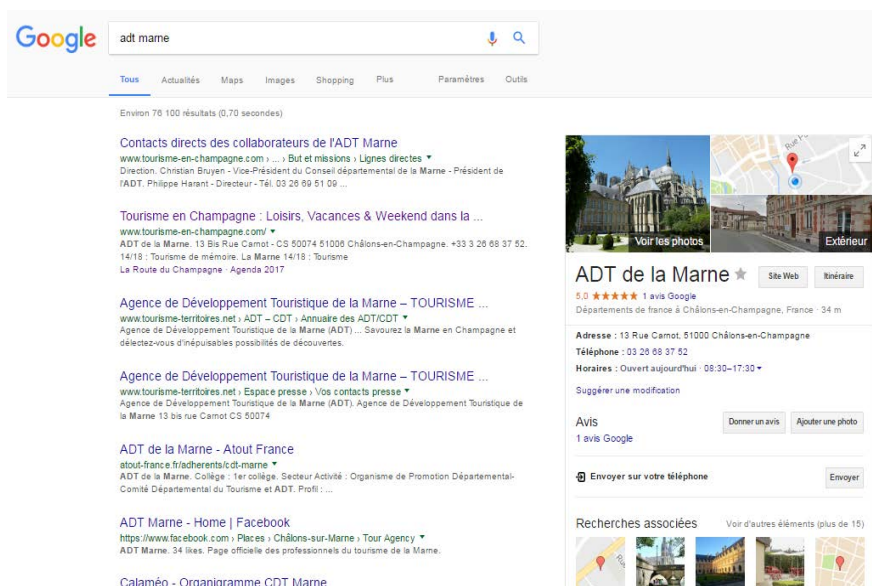 Google
adt marne
Tous Actualités Maps Images Shopping Plus Paramètres Outils
Environ 76 100 résultats (0,70 secondes)
Contacts directs des collaborateurs de l'ADT Marne
www.tourisme-en-champagne.com › ... › But et missions › Lignes directes
Direction. Christian Bruyen - Vice-Président du Conseil départemental de la Marne - Président de
l'ADT. Philippe Harant - Directeur - Tél. 03 26 69 51 09 ...
Tourisme en Champagne : Loisirs, Vacances & Weekend dans la ...
www.tourisme-en-champagne.com/
ADT de la Marne. 13 Bis Rue Carnot - CS 50074 51006 Châlons-en-Champagne. +33 3 26 68 37 52.
14/18 : Tourisme de mémoire. La Marne 14/18 : Tourisme
La Route du Champagne · Agenda 2017
Agence de Développement Touristique de la Marne – TOURISME ...
www.tourisme-territoires.net › ADT – CDT › Annuaire des ADT/CDT
Agence de Développement Touristique de la Marne (ADT) ... Savourez la Marne en Champagne et
délectez-vous d'inépuisables possibilités de découvertes.
Agence de Développement Touristique de la Marne – TOURISME ...
www.tourisme-territoires.net › Espace presse › Vos contacts presse
Agence de Développement Touristique de la Marne (ADT). Agence de Développement Touristique de
la Marne 13 bis rue Carnot CS 50074
ADT de la Marne - Atout France
atout-france.fr/adherents/cdt-marne
ADT de la Marne. Collège : 1er collège. Secteur Activité : Organisme de Promotion Départemental-
Comité Départemental du Tourisme et ADT. Profil : ...
ADT Marne - Home | Facebook
https://www.facebook.com › Places › Châlons-sur-Marne › Tour Agency
ADT Marne. 34 likes. Page officielle des professionnels du tourisme de la Marne.
Calaméo - Organigramme CDT Marne
Voir les photos
Extérieur
ADT de la Marne
Site Web
Itinéraire
5,0 ★★★★★ 1 avis Google
Départements de france à Châlons-en-Champagne, France · 34 m
Adresse : 13 Rue Carnot, 51000 Châlons-en-Champagne
Téléphone : 03 26 68 37 52
Horaires : Ouvert aujourd'hui · 08:30–17:30
Suggérer une modification
Avis
Donner un avis
Ajouter une photo
1 avis Google
Envoyer sur votre téléphone
Envoyer
Recherches associées
Voir d'autres éléments (plus de 15)